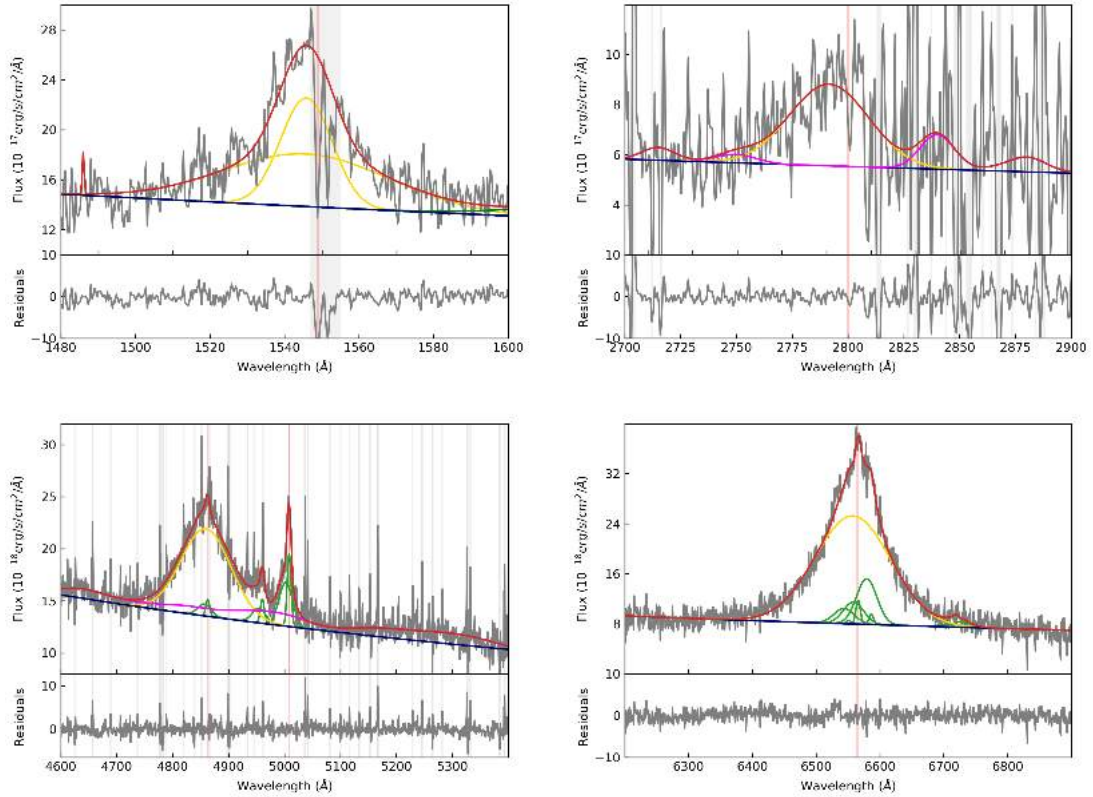 28
24
20
16
12
Flux (10 17erg/s/cm²/Å)
10
0
−10
Residuals
1480 1500 1520 1540 1560 1580 1600
Wavelength (Å)
10
8
6
4
Flux (10 17erg/s/cm²/Å)
10
0
−10
Residuals
2700 2725 2750 2775 2800 2825 2850 2875 2900
Wavelength (Å)
30
25
20
15
10
Flux (10 18erg/s/cm²/Å)
10
0
Residuals
4600 4700 4800 4900 5000 5100 5200 5300
Wavelength (Å)
32
24
16
8
Flux (10 18erg/s/cm²/Å)
10
0
−10
Residuals
6300 6400 6500 6600 6700 6800
Wavelength (Å)